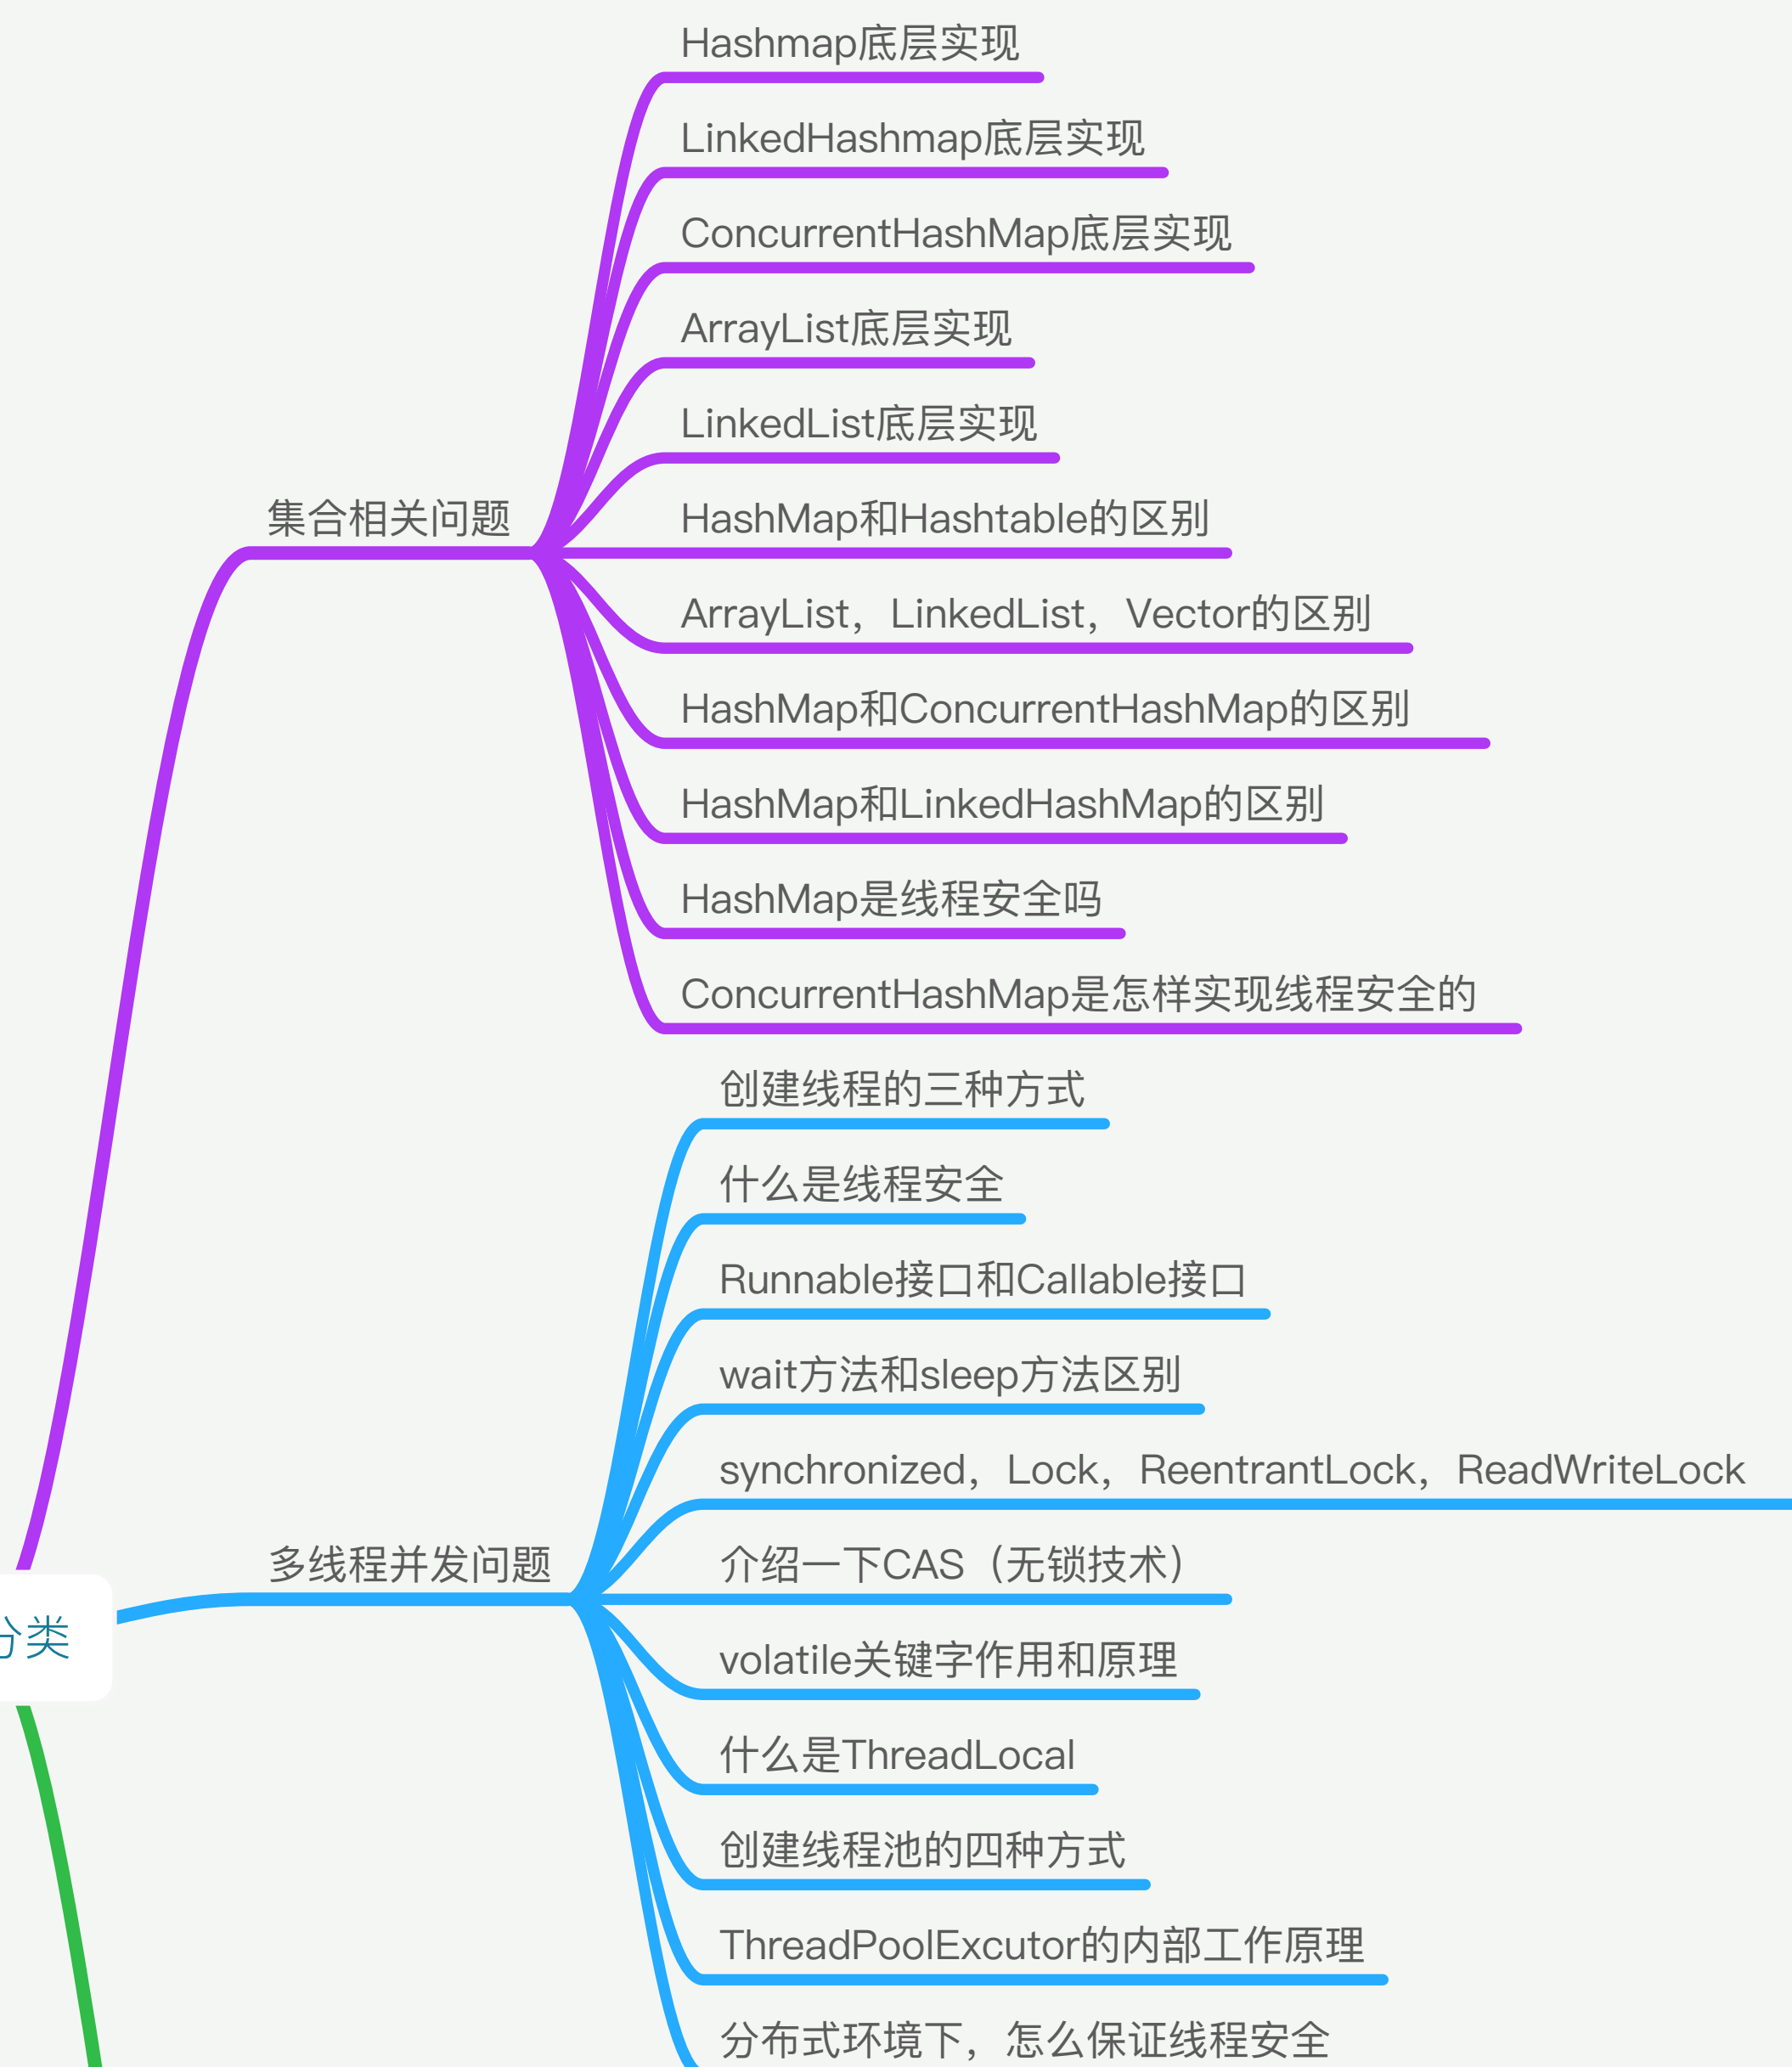 Hashmap底层实现
LinkedHashmap底层实现
ConcurrentHashMap底层实现
ArrayList底层实现
LinkedList底层实现
集合相关问题
HashMap和Hashtable的区别
ArrayList，LinkedList，Vector的区别
HashMap和ConcurrentHashMap的区别
HashMap和LinkedHashMap的区别
HashMap是线程安全吗
ConcurrentHashMap是怎样实现线程安全的
创建线程的三种方式
什么是线程安全
Runnable接口和Callable接口
wait方法和sleep方法区别
synchronized，Lock，ReentrantLock，ReadWriteLock
多线程并发问题
介绍一下CAS（无锁技术）
分类
volatile关键字作用和原理
什么是ThreadLocal
创建线程池的四种方式
ThreadPoolExcutor的内部工作原理
分布式环境下，怎么保证线程安全